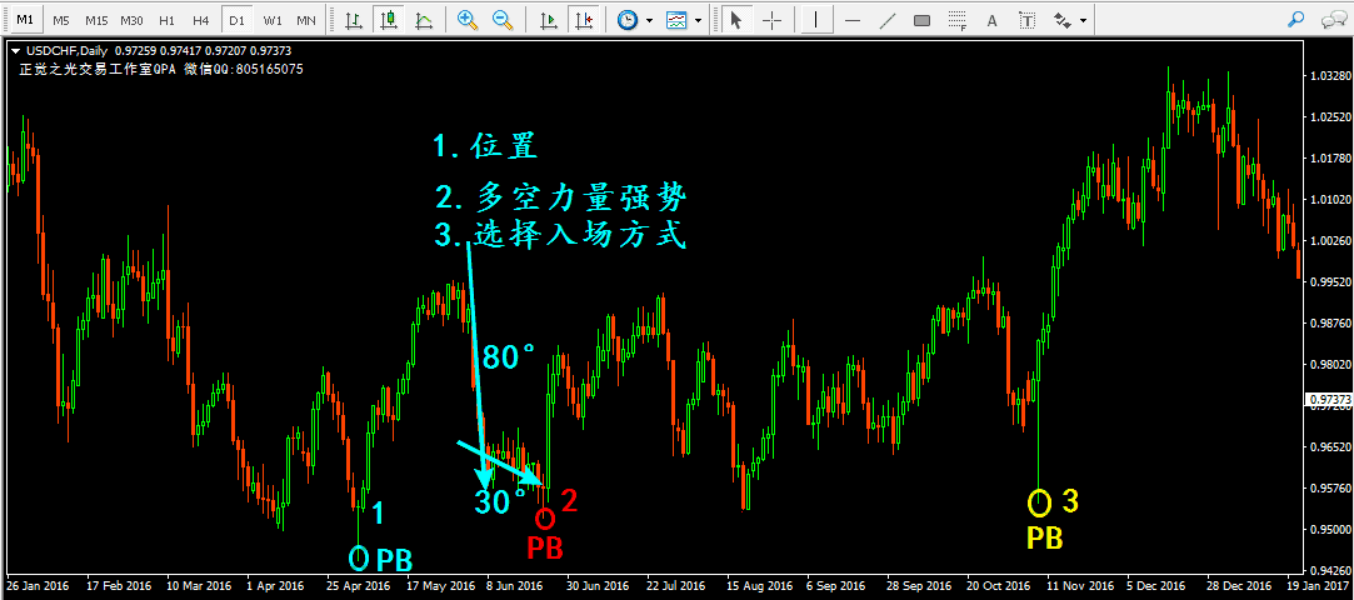 M1 M5 M15 M30 H1 H4 D1 W1 MN A T F
USDCHF,Daily 0.97259 0.97417 0.97207 0.97373
正觉之光交易工作室QPA 微信QQ:805165075
1.位置
2.多空力量强势
3.选择入场方式
80°
30°
1
PB
2
PB
3
PB
1.03280
1.02520
1.01780
1.01020
1.00260
0.99520
0.98760
0.98020
0.97373
0.97260
0.96520
0.95760
0.95000
0.94260
26 Jan 2016 17 Feb 2016 10 Mar 2016 1 Apr 2016 25 Apr 2016 17 May 2016 8 Jun 2016 30 Jun 2016 22 Jul 2016 15 Aug 2016 6 Sep 2016 28 Sep 2016 20 Oct 2016 11 Nov 2016 5 Dec 2016 28 Dec 2016 19 Jan 2017